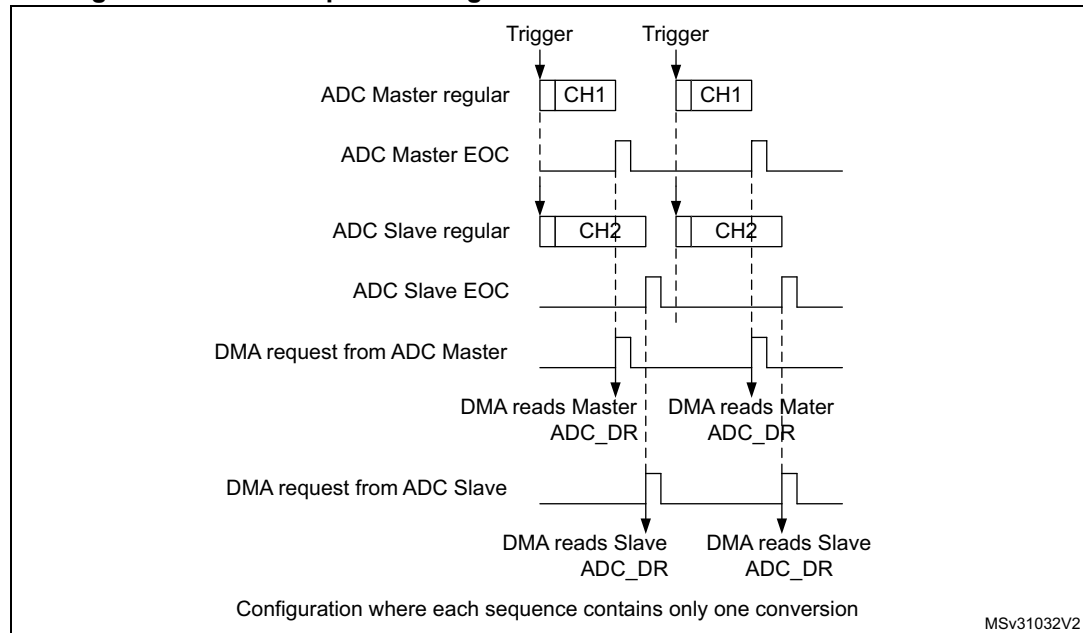 Trigger Trigger
ADC Master regular CH1 CH1
ADC Master EOC
ADC Slave regular CH2 CH2
ADC Slave EOC
DMA request from ADC Master
DMA reads Master DMA reads Mater
ADC_DR ADC_DR
DMA request from ADC Slave
DMA reads Slave DMA reads Slave
ADC_DR ADC_DR
Configuration where each sequence contains only one conversion
MSv31032V2